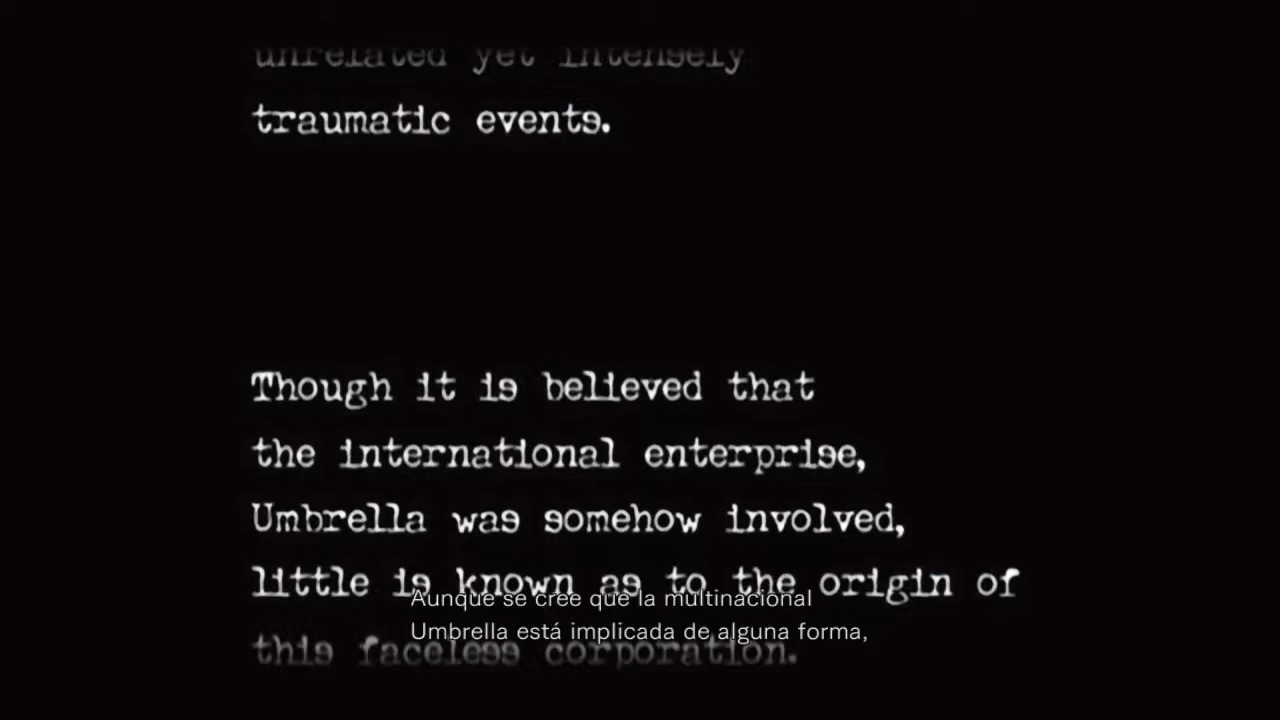 unrelated yet intensely
traumatic events.
Though it is believed that
the international enterprise,
Umbrella was somehow involved,
little is known as to the origin of
Aunque se cree que la multinacional
Umbrella está implicada de alguna forma,
this faceless corporation.